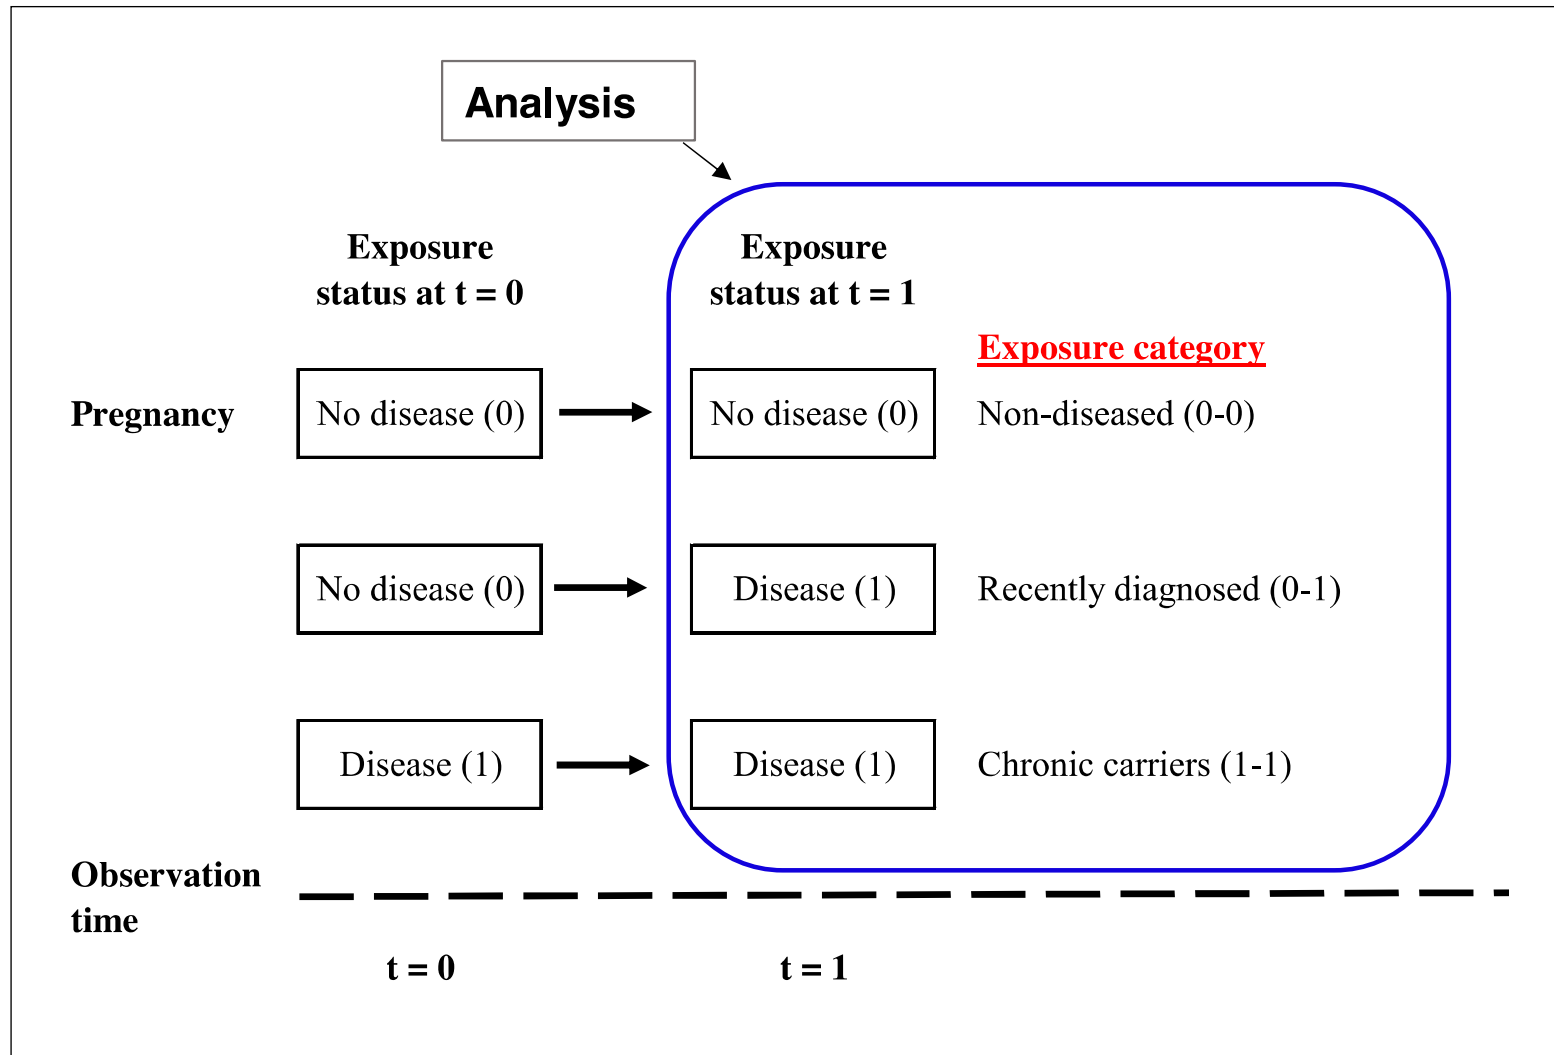 Analysis
Exposure
status at t = 0
Exposure
status at t = 1
Exposure category
Pregnancy
No disease (0)
No disease (0)
Non-diseased (0-0)
No disease (0)
Disease (1)
Recently diagnosed (0-1)
Disease (1)
Disease (1)
Chronic carriers (1-1)
Observation
time
t = 0
t = 1